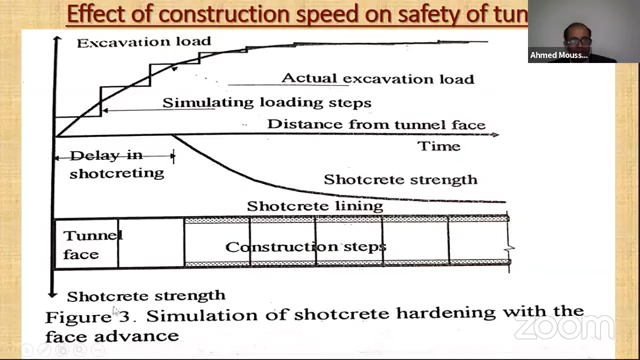 Effect of construction speed on safety of tun
Ahmed Mouss...
Excavation load
Actual excavation load
Simulating loading steps
Distance from tunnel face
Time
Delay in
shotcreting
Shotcrete strength
Shotcrete lining
Tunnel
face
Construction steps
Shotcrete strength
Figure 3. Simulation of shotcrete hardening with the
face advance
zoom